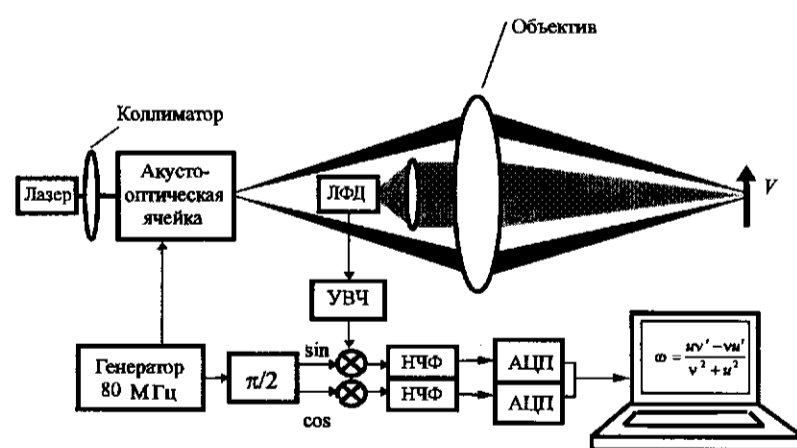 Объектив
Коллиматор
Лазер
Акусто-
оптическая
ячейка
ЛФД
V
УВЧ
Генератор
80 МГц
π/2
sin
cos
НЧФ
НЧФ
АЦП
АЦП
ω = (uv' − vu') / (v² + u²)